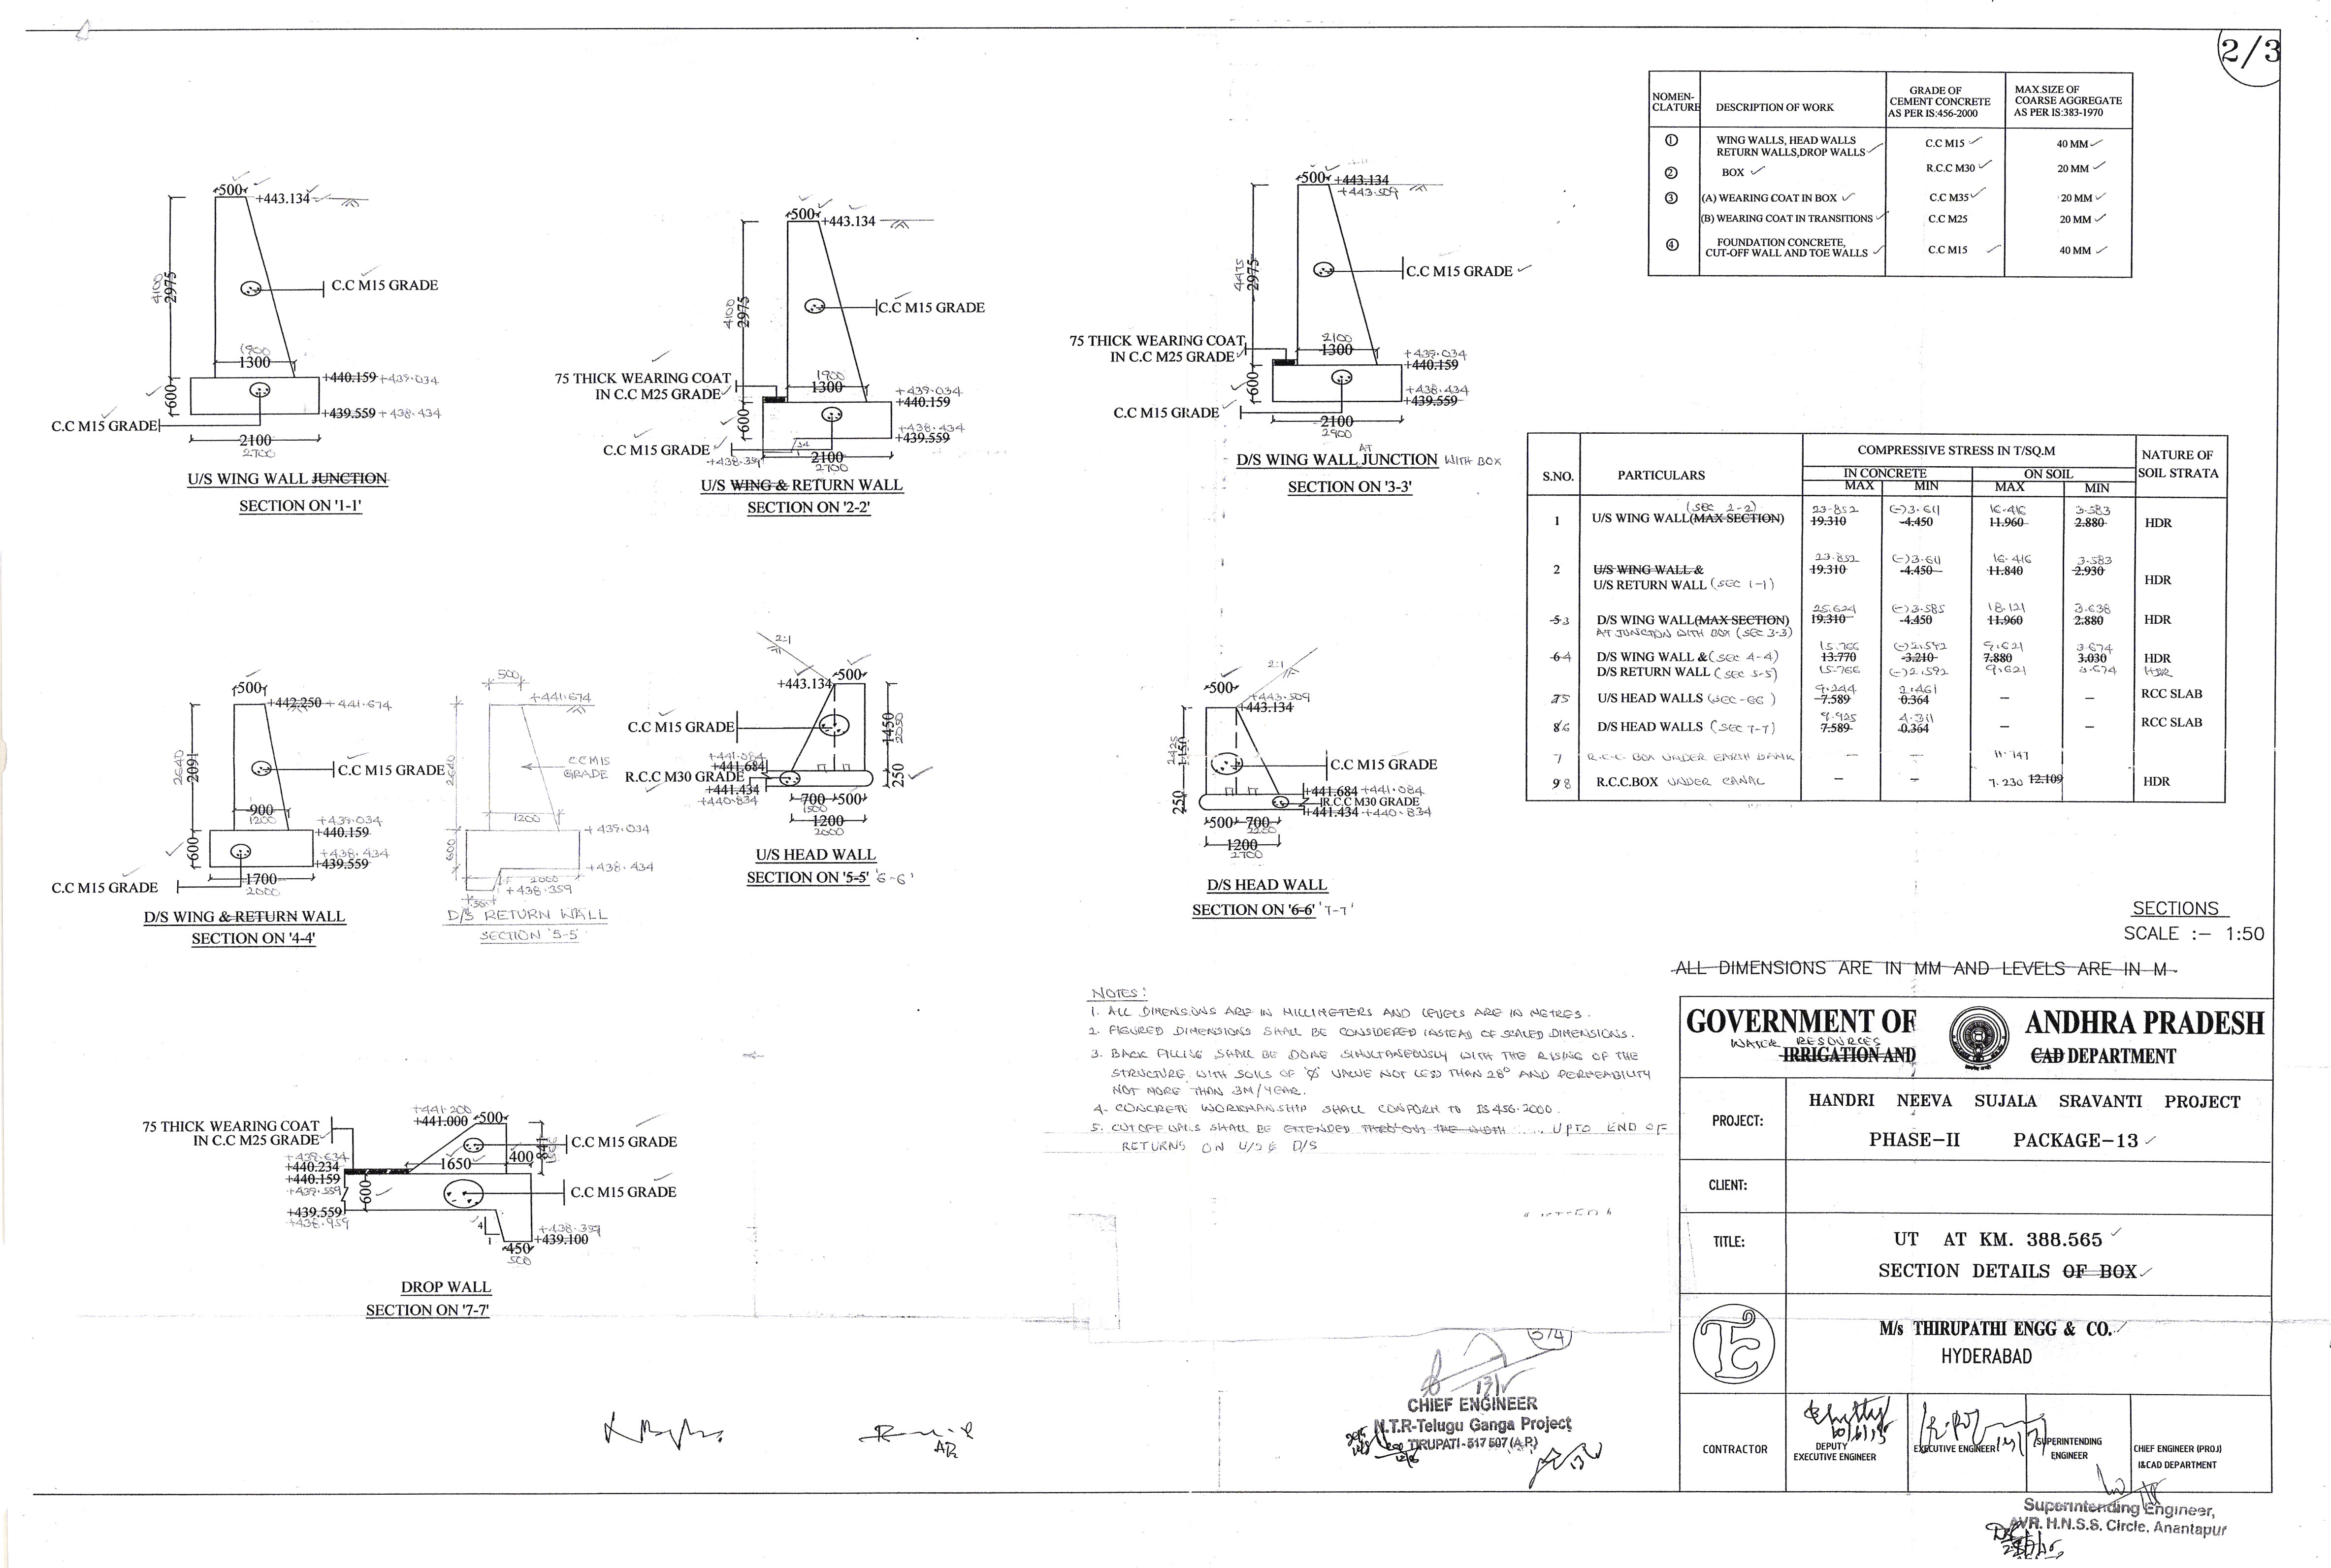 2/3
NOMEN-
CLATURE
DESCRIPTION OF WORK
GRADE OF
CEMENT CONCRETE
AS PER IS:456-2000
MAX.SIZE OF
COARSE AGGREGATE
AS PER IS:383-1970
1 WING WALLS, HEAD WALLS
RETURN WALLS,DROP WALLS C.C M15 40 MM
2 BOX R.C.C M30 20 MM
3 (A) WEARING COAT IN BOX C.C M35 20 MM
(B) WEARING COAT IN TRANSITIONS C.C M25 20 MM
4 FOUNDATION CONCRETE,
CUT-OFF WALL AND TOE WALLS C.C M15 40 MM
500
+443.134
4100
2975
C.C M15 GRADE
1900
1300
+440.159 +439.034
600
+439.559 +438.434
C.C M15 GRADE
2100
2700
U/S WING WALL JUNCTION
SECTION ON '1-1'
500
+443.134
4100
2975
C.C M15 GRADE
75 THICK WEARING COAT
IN C.C M25 GRADE
1900
1300
+439.034
+440.159
600
+438.434
+439.559
C.C M15 GRADE
+438.359
2100
2700
U/S WING & RETURN WALL
SECTION ON '2-2'
500
+443.134
+443.509
4475
2975
C.C M15 GRADE
75 THICK WEARING COAT
IN C.C M25 GRADE
2100
1300
+439.034
+440.159
600
+438.434
+439.559
C.C M15 GRADE
2100
2900
D/S WING WALL AT JUNCTION WITH BOX
SECTION ON '3-3'
S.NO.
PARTICULARS
COMPRESSIVE STRESS IN T/SQ.M
IN CONCRETE
ON SOIL
MAX MIN MAX MIN
NATURE OF
SOIL STRATA
(SEC 2-2) 23.852 (-)3.611 16.416 3.583
1 U/S WING WALL(MAX SECTION) 19.310 -4.450 11.960 2.880 HDR
23.852 (-)3.611 16.416 3.583
2 U/S WING WALL & 19.310 -4.450 11.840 2.930
U/S RETURN WALL (SEC 1-1) HDR
25.624 (-)3.585 18.121 3.638
5 3 D/S WING WALL(MAX SECTION) 19.310 -4.450 11.960 2.880 HDR
AT JUNCTION WITH BOX (SEC 3-3)
15.766 (-)2.592 9.621 3.674
6 4 D/S WING WALL & (SEC 4-4) 13.770 -3.210 7.880 3.030 HDR
D/S RETURN WALL (SEC 5-5) 15.766 (-)2.592 9.621 3.674 HDR
9.244 2.461
7 5 U/S HEAD WALLS (SEC-66) 7.589 0.364 – – RCC SLAB
9.925 4.311
8 6 D/S HEAD WALLS (SEC 7-7) 7.589 0.364 – – RCC SLAB
7 R.C.C. BOX UNDER EARTH BANK – – 11.747
9 8 R.C.C.BOX UNDER CANAL – – 7.230 12.109 HDR
500
+442.250 +441.674
2640
2091
C.C M15 GRADE
900
1200
+439.034
+440.159
600
+438.434
+439.559
C.C M15 GRADE
1700
2000
D/S WING & RETURN WALL
SECTION ON '4-4'
500
+441.674
2640
CCM15
GRADE
1200
+439.034
600
+438.434
2000
+438.359
D/S RETURN WALL
SECTION '5-5'
2:1
500
+443.134
C.C M15 GRADE
1450
2050
+441.084
+441.684
R.C.C M30 GRADE
250
+441.434
+440.834
700 500
1500
1200
2000
U/S HEAD WALL
SECTION ON '5-5' '6-6'
2:1
500
+443.509
+443.134
2425
1150
C.C M15 GRADE
+441.684 +441.084
250
R.C.C M30 GRADE
+441.434 +440.834
500 700
2200
1200
2700
D/S HEAD WALL
SECTION ON '6-6' '7-7'
SECTIONS
SCALE :- 1:50
ALL DIMENSIONS ARE IN MM AND LEVELS ARE IN M
NOTES:
1. ALL DIMENSIONS ARE IN MILLIMETERS AND LEVELS ARE IN METRES.
2. FIGURED DIMENSIONS SHALL BE CONSIDERED INSTEAD OF SCALED DIMENSIONS.
3. BACK FILLING SHALL BE DONE SIMULTANEOUSLY WITH THE RISING OF THE
STRUCTURE WITH SOILS OF 'Ø' VALUE NOT LESS THAN 28° AND PERMEABILITY
NOT MORE THAN 3M/YEAR.
4. CONCRETE WORKMANSHIP SHALL CONFORM TO IS 456-2000.
5. CUTOFF WALLS SHALL BE EXTENDED THROUOUT THE WIDTH .... UPTO END OF
RETURNS ON U/S & D/S
+441.200
+441.000
500
75 THICK WEARING COAT
IN C.C M25 GRADE
C.C M15 GRADE
+439.634
+440.234
1650
400
841
+440.159
+439.559
600
C.C M15 GRADE
+439.559
+438.959
4
1
+438.359
+439.100
450
500
DROP WALL
SECTION ON '7-7'
GOVERNMENT OF ANDHRA PRADESH
WATER RESOURCES
IRRIGATION AND CAD DEPARTMENT
PROJECT:
HANDRI NEEVA SUJALA SRAVANTI PROJECT
PHASE-II PACKAGE-13
CLIENT:
TITLE:
UT AT KM. 388.565
SECTION DETAILS OF BOX
M/s THIRUPATHI ENGG & CO.
HYDERABAD
CONTRACTOR
DEPUTY
EXECUTIVE ENGINEER
EXECUTIVE ENGINEER
SUPERINTENDING
ENGINEER
CHIEF ENGINEER (PROJ)
I&CAD DEPARTMENT
CHIEF ENGINEER
N.T.R-Telugu Ganga Project
TIRUPATI-517 507 (A.P.)
Superintending Engineer,
AVR. H.N.S.S. Circle, Anantapur